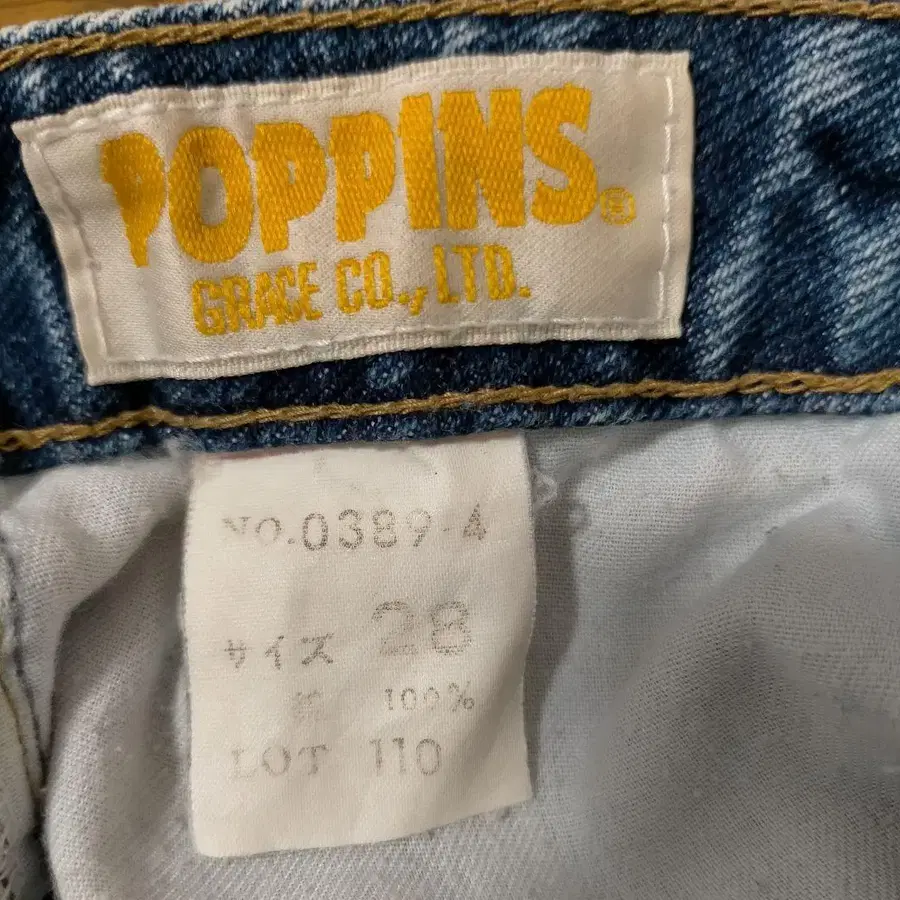 POPPINS®
GRACE CO., LTD.
NO.0389-4
サイズ 28
綿 100%
LOT 110